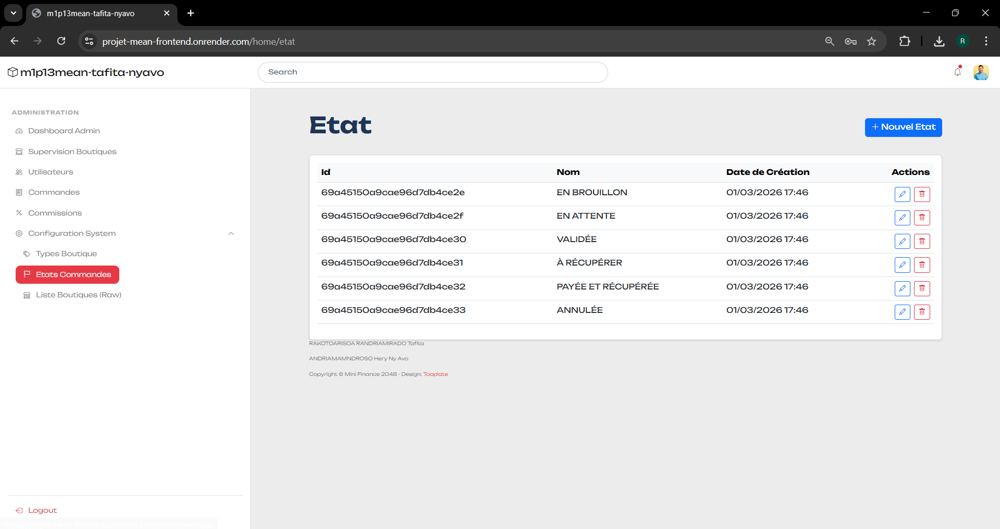 m1p13mean-tafita-nyavo
projet-mean-frontend.onrender.com/home/etat
R
m1p13mean-tafita-nyavo
Search
ADMINISTRATION
Dashboard Admin
Supervision Boutiques
Utilisateurs
Commandes
Commissions
Configuration System
Types Boutique
Etats Commandes
Liste Boutiques (Raw)
Logout
Etat
+ Nouvel Etat
Id Nom Date de Création Actions
69a45150a9cae96d7db4ce2e EN BROUILLON 01/03/2026 17:46
69a45150a9cae96d7db4ce2f EN ATTENTE 01/03/2026 17:46
69a45150a9cae96d7db4ce30 VALIDÉE 01/03/2026 17:46
69a45150a9cae96d7db4ce31 À RÉCUPÉRER 01/03/2026 17:46
69a45150a9cae96d7db4ce32 PAYÉE ET RÉCUPÉRÉE 01/03/2026 17:46
69a45150a9cae96d7db4ce33 ANNULÉE 01/03/2026 17:46
RAKOTOARISOA RANDRIAMIRADO Tafita
ANDRIAMAMNDROSO Hery Ny Avo
Copyright © Mini Finance 2048 - Design: Tooplate